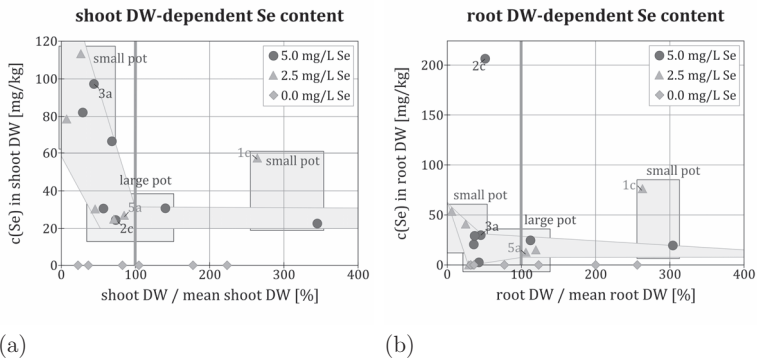 shoot DW-dependent Se content
120
100
80
60
40
20
0
c(Se) in shoot DW [mg/kg]
5.0 mg/L Se
2.5 mg/L Se
0.0 mg/L Se
small pot
3a
large pot
5a
2c
1c
small pot
0 100 200 300 400
shoot DW / mean shoot DW [%]
(a)
root DW-dependent Se content
200
150
100
50
0
c(Se) in root DW [mg/kg]
5.0 mg/L Se
2.5 mg/L Se
0.0 mg/L Se
2c
small pot
3a
large pot
5a
small pot
1c
0 100 200 300 400
root DW / mean root DW [%]
(b)